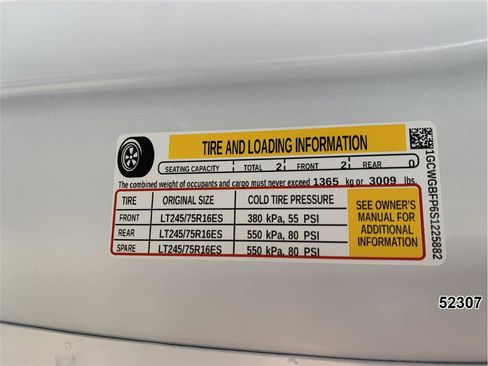 TIRE AND LOADING INFORMATION
SEATING CAPACITY TOTAL 2 FRONT 2 REAR 0
The combined weight of occupants and cargo must never exceed 1365 kg or 3009 lbs.
TIRE ORIGINAL SIZE COLD TIRE PRESSURE
FRONT LT245/75R16ES 380 kPa, 55 PSI
REAR LT245/75R16ES 550 kPa, 80 PSI
SPARE LT245/75R16ES 550 kPa, 80 PSI
SEE OWNER'S
MANUAL FOR
ADDITIONAL
INFORMATION
1GCWGBFP6S1225882
52307